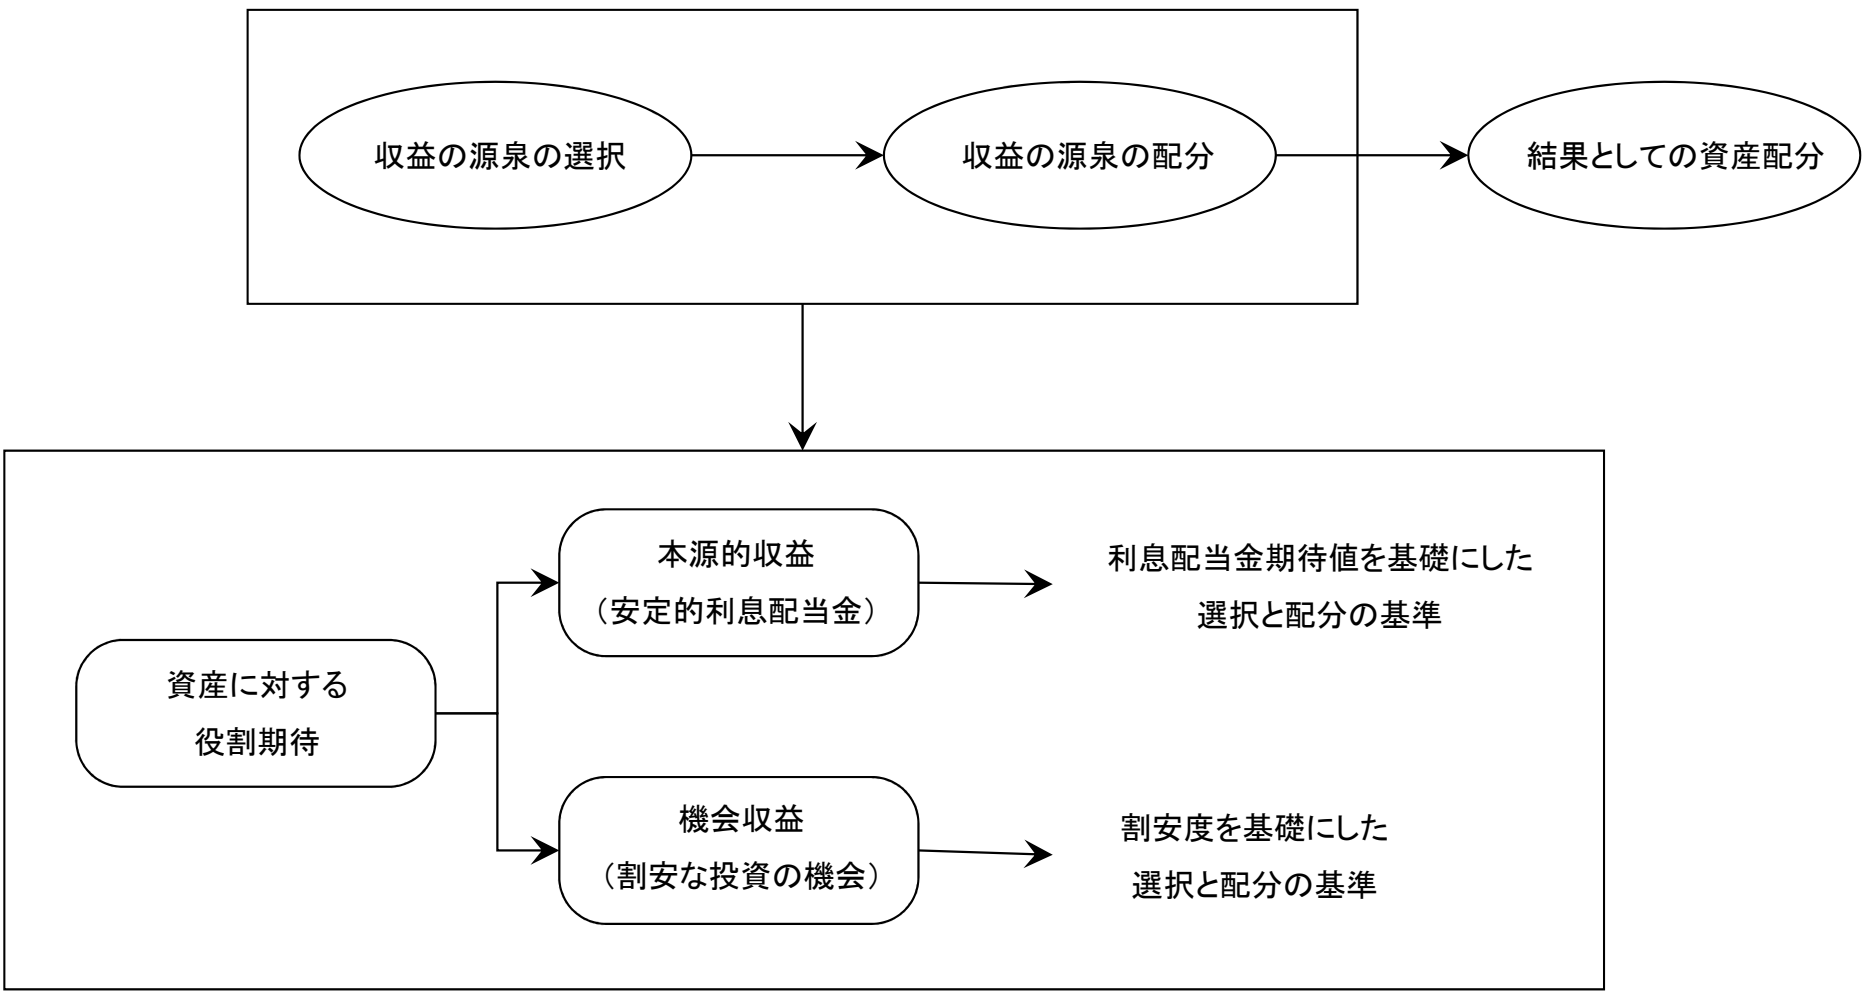 収益の源泉の選択
収益の源泉の配分
結果としての資産配分
本源的収益
（安定的利息配当金）
利息配当金期待値を基礎にした
選択と配分の基準
資産に対する
役割期待
機会収益
（割安な投資の機会）
割安度を基礎にした
選択と配分の基準